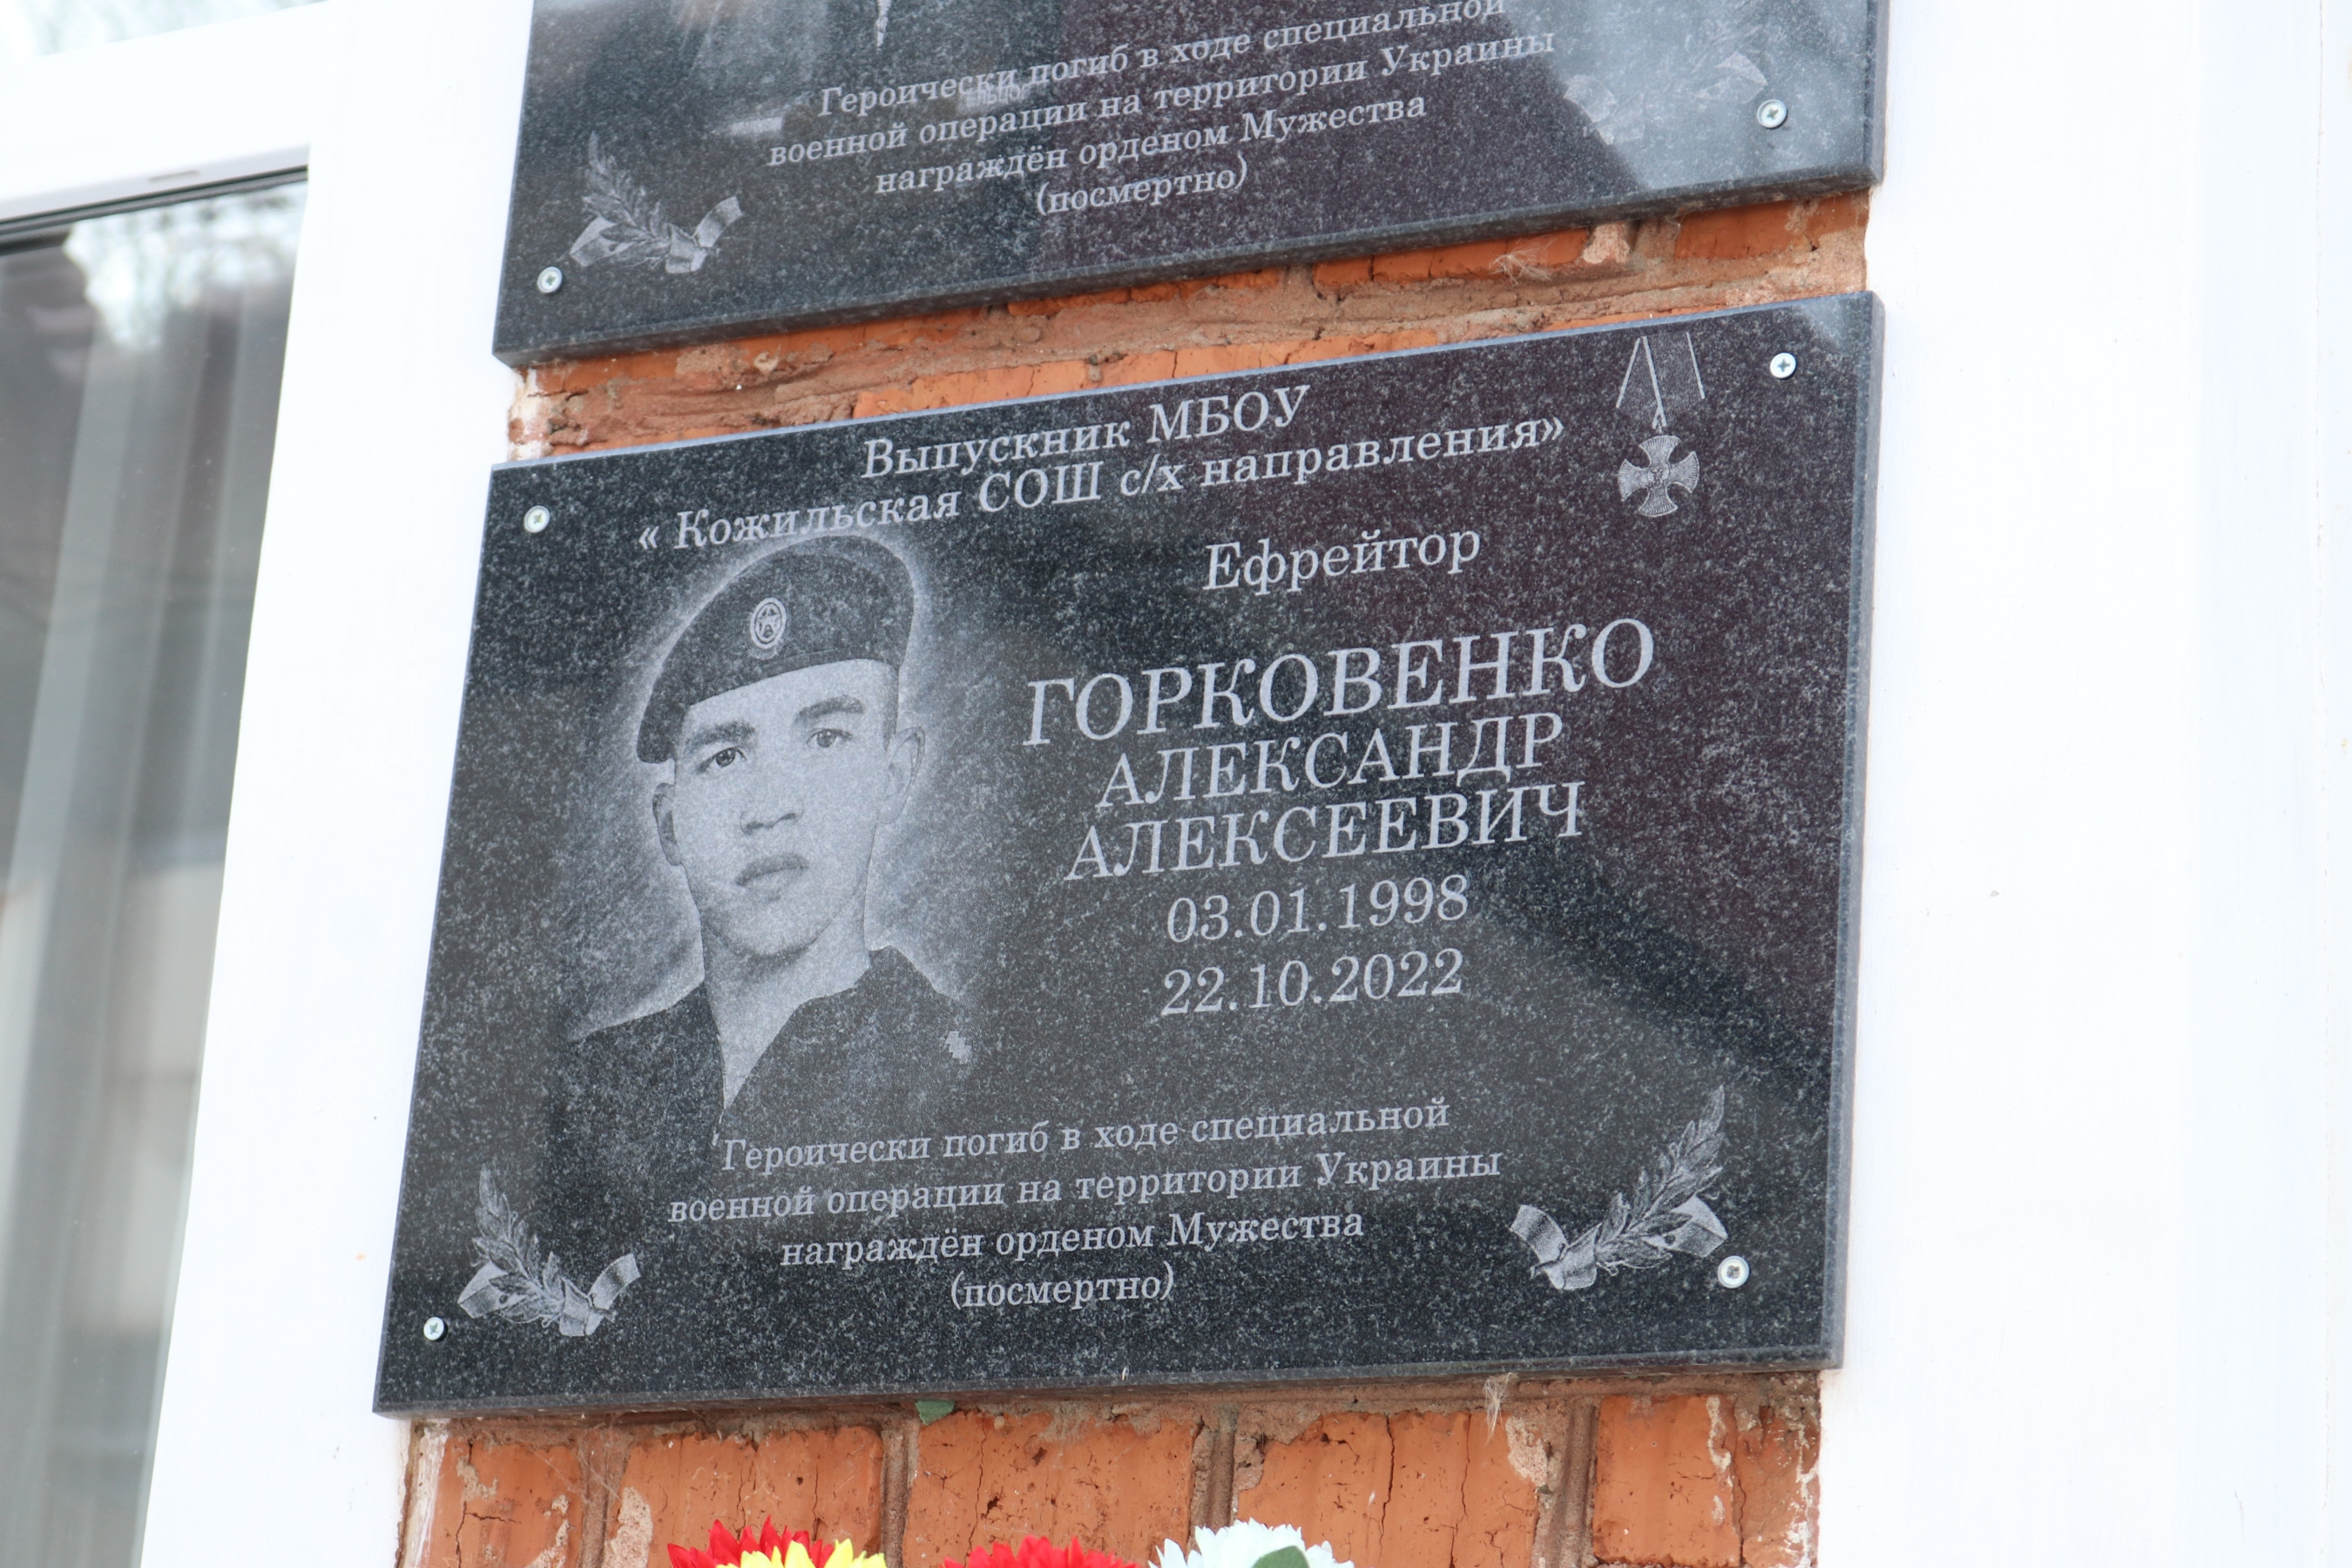 Героически погиб в ходе специальной
военной операции на территории Украины
награждён орденом Мужества
(посмертно)
Выпускник МБОУ
« Кожильская СОШ с/х направления»
Ефрейтор
ГОРКОВЕНКО
АЛЕКСАНДР
АЛЕКСЕЕВИЧ
03.01.1998
22.10.2022
Героически погиб в ходе специальной
военной операции на территории Украины
награждён орденом Мужества
(посмертно)